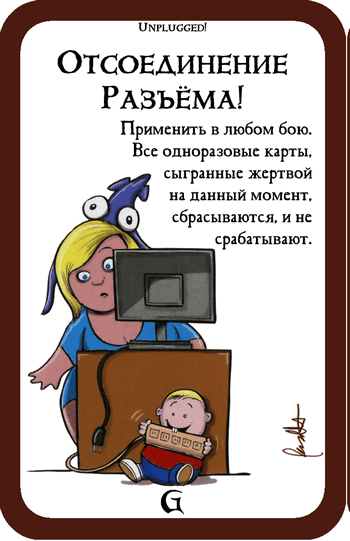 Unplugged!
Отсоединение
Разъёма!
Применить в любом бою.
Все одноразовые карты,
сыгранные жертвой
на данный момент,
сбрасываются, и не
срабатывают.
G